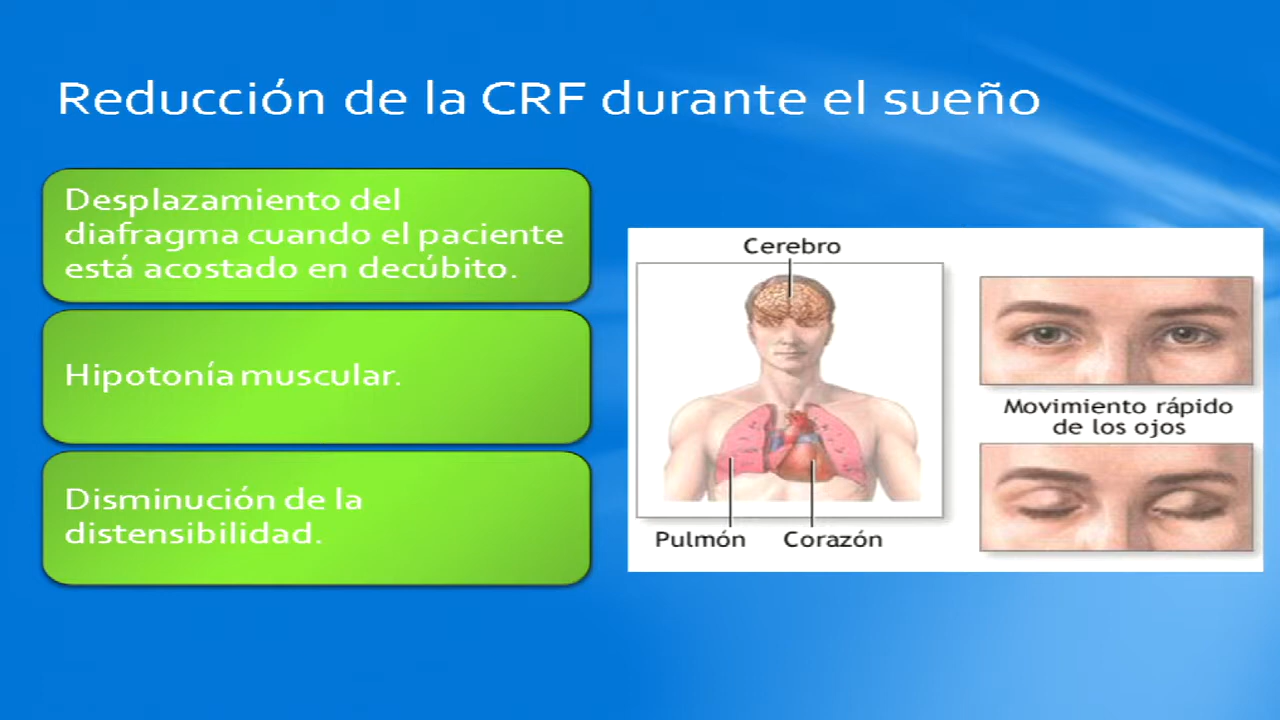 Reducción de la CRF durante el sueño
Desplazamiento del
diafragma cuando el paciente
está acostado en decúbito.
Hipotonía muscular.
Disminución de la
distensibilidad.
Cerebro
Pulmón
Corazón
Movimiento rápido
de los ojos